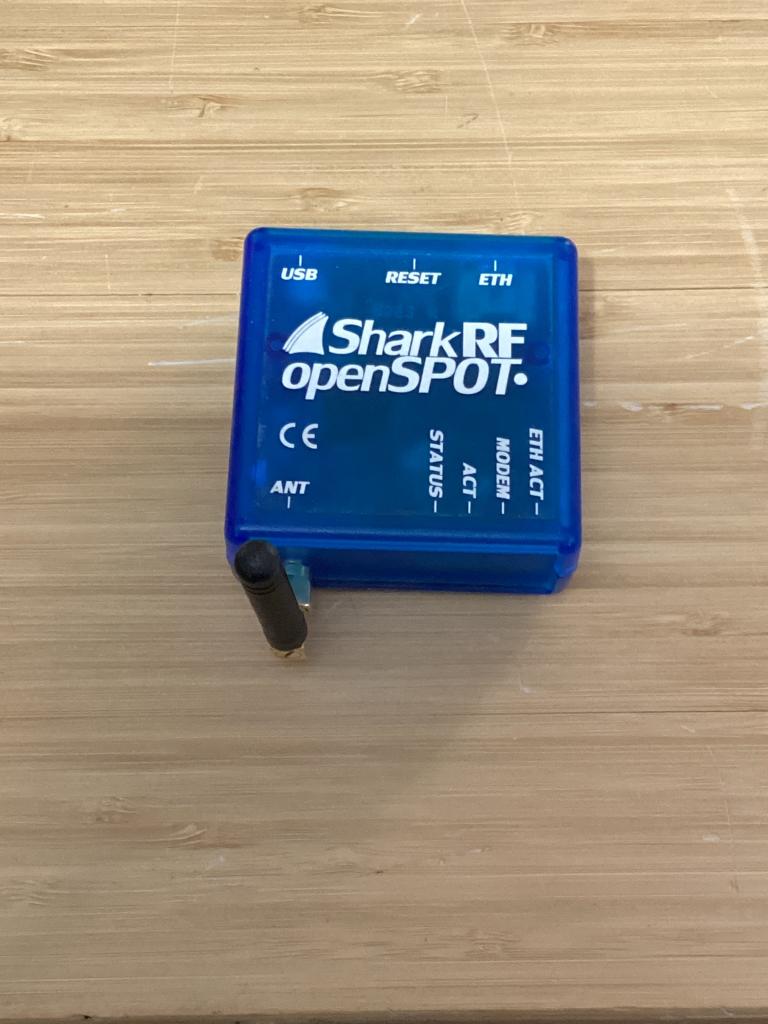 USB RESET ETH
SharkRF
openSPOT
CE
ANT
STATUS
ACT
MODEM
ETH ACT